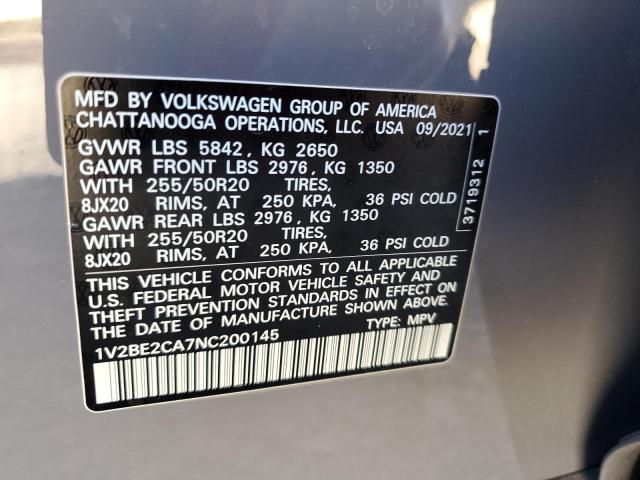 MFD BY VOLKSWAGEN GROUP OF AMERICA
CHATTANOOGA OPERATIONS, LLC. USA 09/2021
GVWR LBS 5842, KG 2650
GAWR FRONT LBS 2976, KG 1350
WITH 255/50R20 TIRES,
8JX20 RIMS, AT 250 KPA, 36 PSI COLD
GAWR REAR LBS 2976, KG 1350
WITH 255/50R20 TIRES,
8JX20 RIMS, AT 250 KPA, 36 PSI COLD
THIS VEHICLE CONFORMS TO ALL APPLICABLE
U.S. FEDERAL MOTOR VEHICLE SAFETY AND
THEFT PREVENTION STANDARDS IN EFFECT ON
THE DATE OF MANUFACTURE SHOWN ABOVE.
1V2BE2CA7NC200145 TYPE: MPV
3719312 1